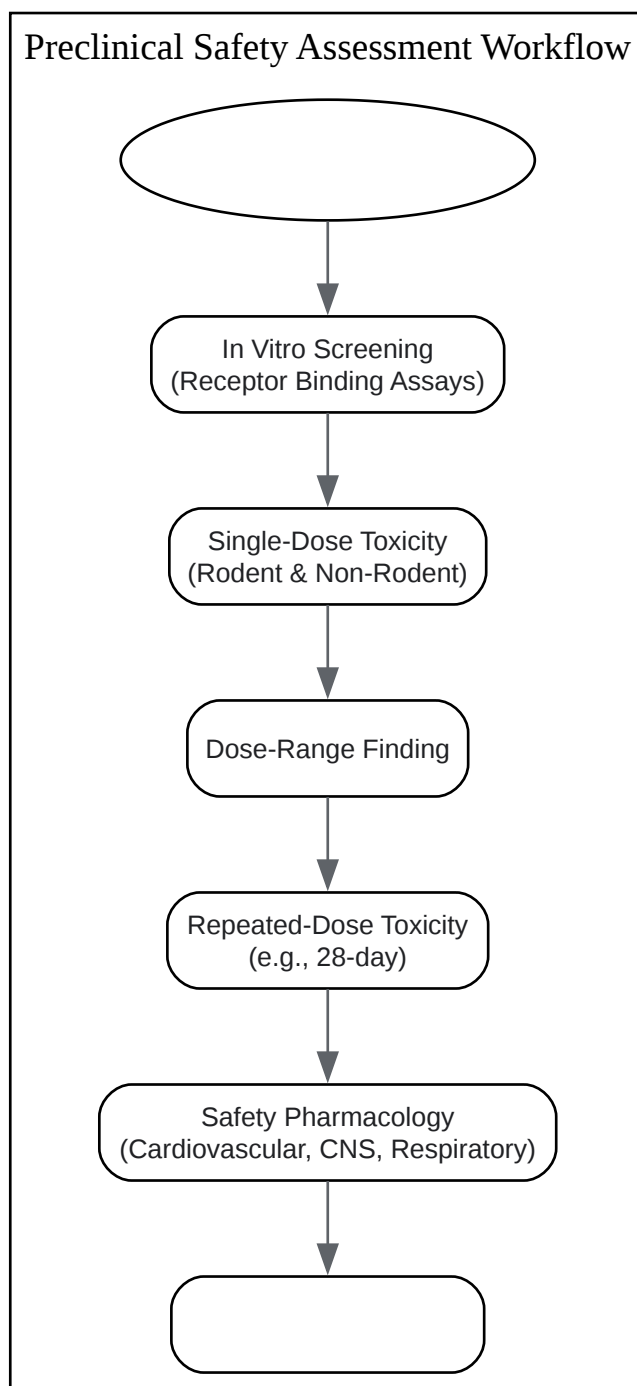 Preclinical Safety Assessment Workflow
In Vitro Screening
(Receptor Binding Assays)
Single-Dose Toxicity
(Rodent & Non-Rodent)
Dose-Range Finding
Repeated-Dose Toxicity
(e.g., 28-day)
Safety Pharmacology
(Cardiovascular, CNS, Respiratory)